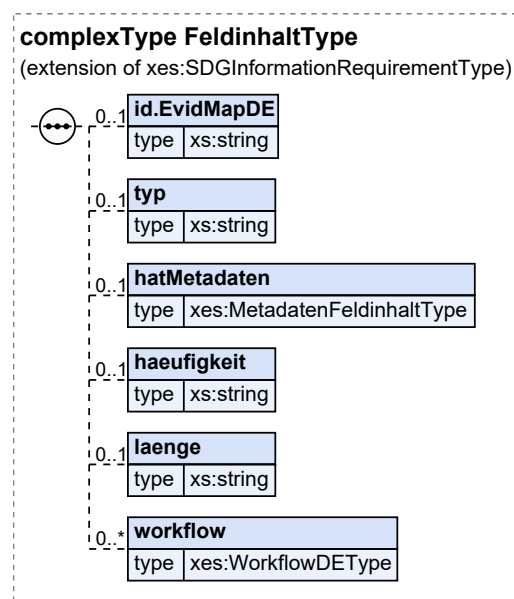 complexType FeldinhaltType
(extension of xes:SDGInformationRequirementType)
0..1 id.EvidMapDE
type xs:string
0..1 typ
type xs:string
0..1 hatMetadaten
type xes:MetadatenFeldinhaltType
0..1 haeufigkeit
type xs:string
0..1 laenge
type xs:string
0..* workflow
type xes:WorkflowDEType